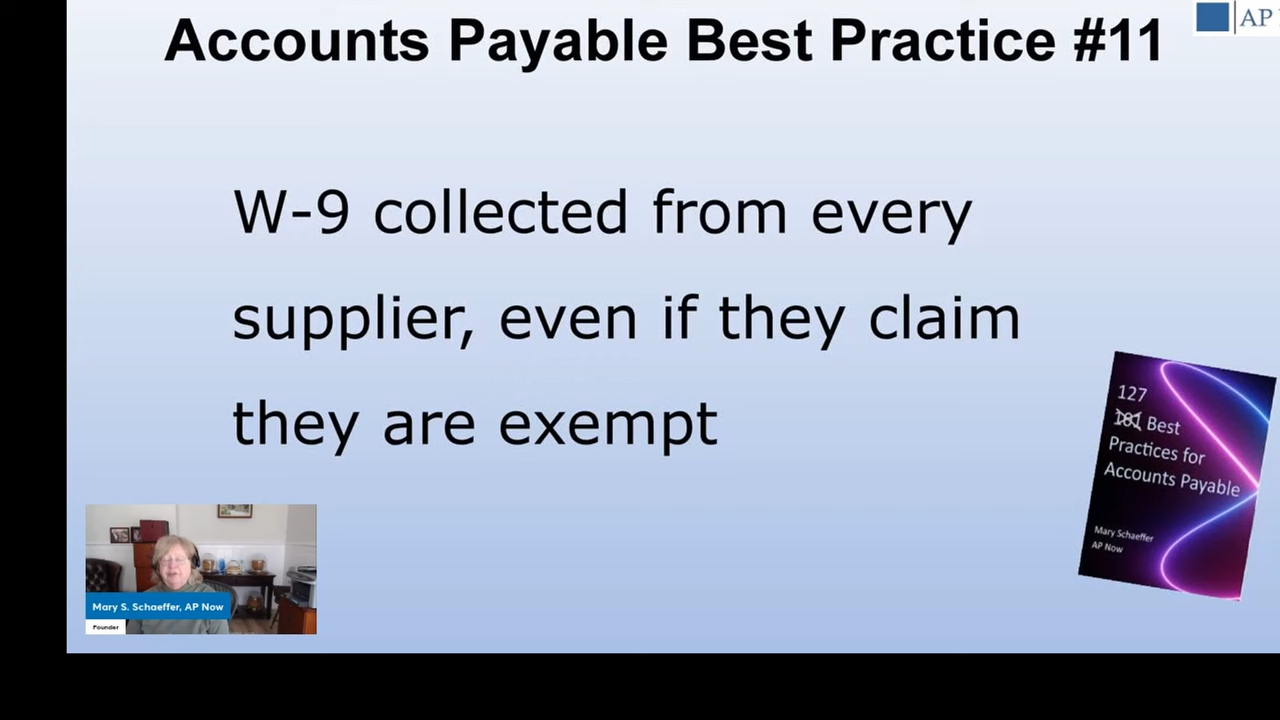 Accounts Payable Best Practice #11
AP
W-9 collected from every
supplier, even if they claim
they are exempt
127
181 Best
Practices for
Accounts Payable
Mary Schaeffer
AP Now
Mary S. Schaeffer, AP Now
Founder